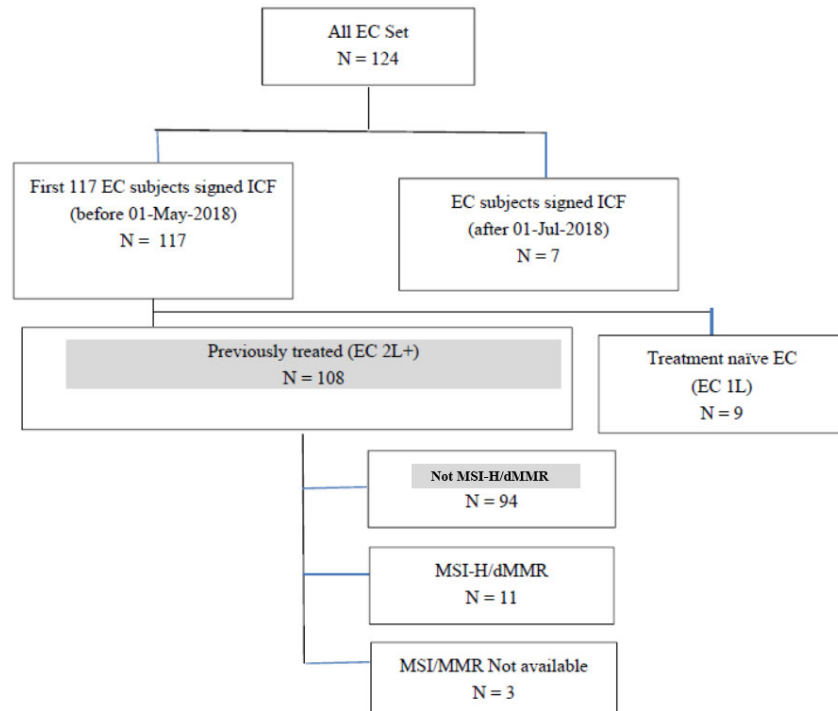 All EC Set
N = 124
First 117 EC subjects signed ICF
(before 01-May-2018)
N = 117
EC subjects signed ICF
(after 01-Jul-2018)
N = 7
Previously treated (EC 2L+)
N = 108
Treatment naïve EC
(EC 1L)
N = 9
Not MSI-H/dMMR
N = 94
MSI-H/dMMR
N = 11
MSI/MMR Not available
N = 3